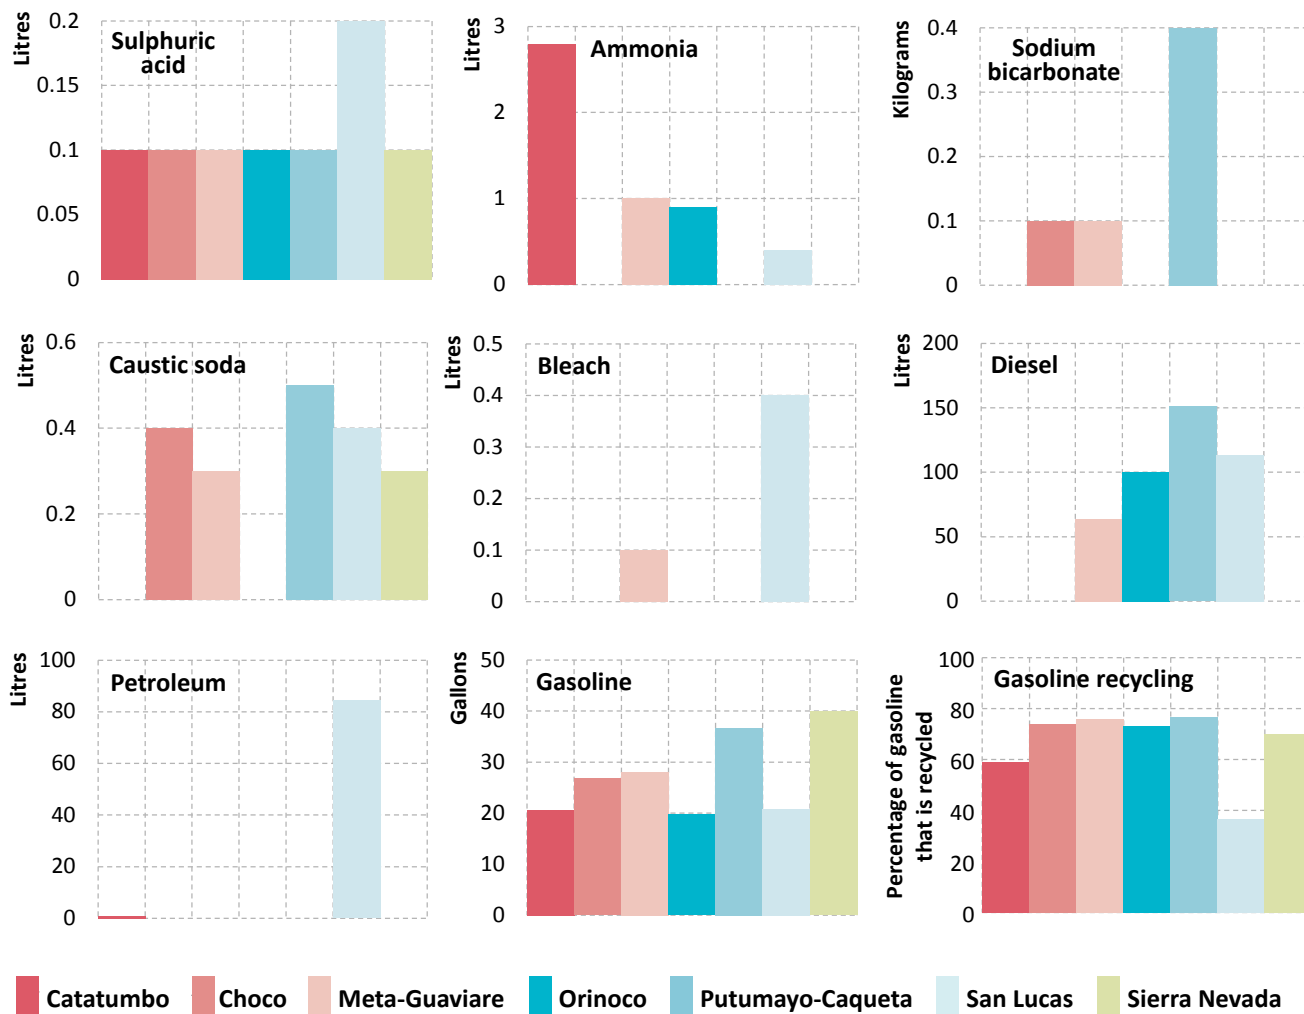 Litres
Sulphuric
acid
0.2
0.15
0.1
0.05
0
Litres
Ammonia
3
2
1
0
Kilograms
Sodium
bicarbonate
0.4
0.3
0.2
0.1
0
Litres
Caustic soda
0.6
0.4
0.2
0
Litres
Bleach
0.5
0.4
0.3
0.2
0.1
0
Litres
Diesel
200
150
100
50
0
Litres
Petroleum
100
80
60
40
20
0
Gallons
Gasoline
50
40
30
20
10
0
Percentage of gasoline
that is recycled
Gasoline recycling
100
80
60
40
20
0
Catatumbo
Choco
Meta-Guaviare
Orinoco
Putumayo-Caqueta
San Lucas
Sierra Nevada